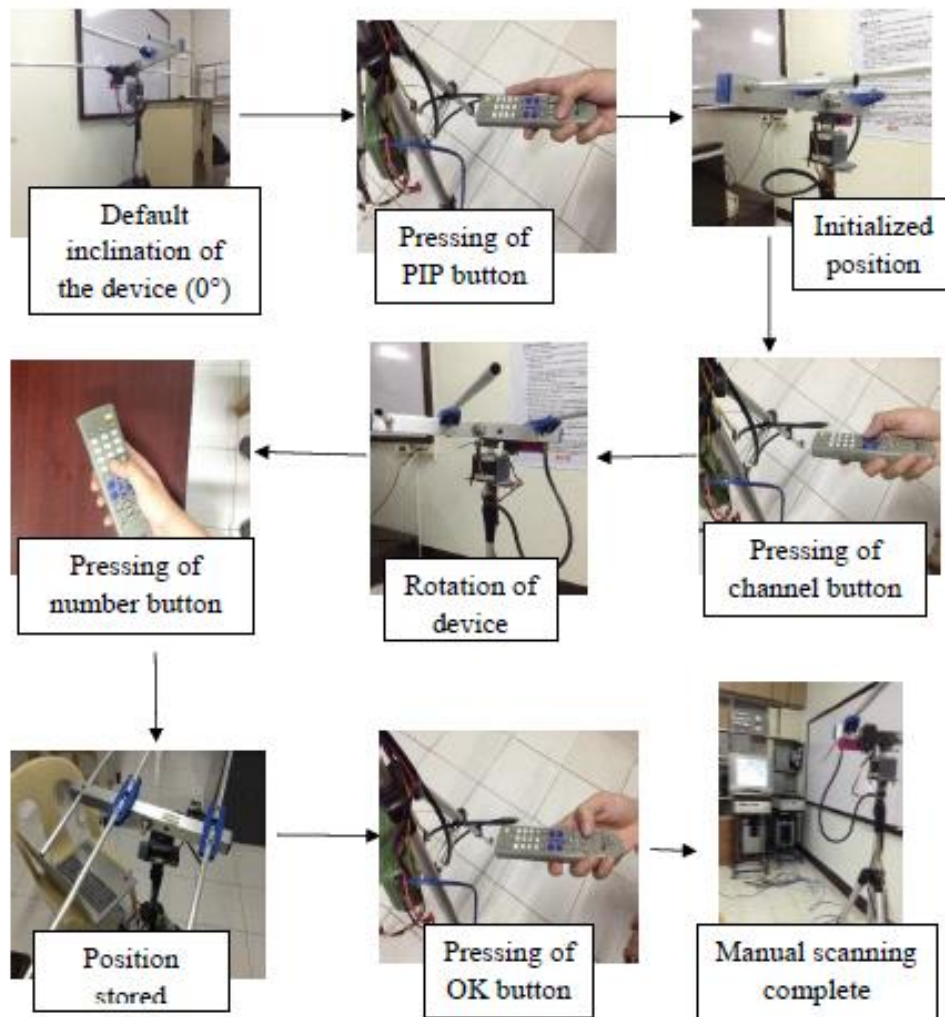 Default
inclination of
the device (0°)
Pressing of
PIP button
Initialized
position
Pressing of
channel button
Rotation of
device
Pressing of
number button
Position
stored
Pressing of
OK button
Manual scanning
complete